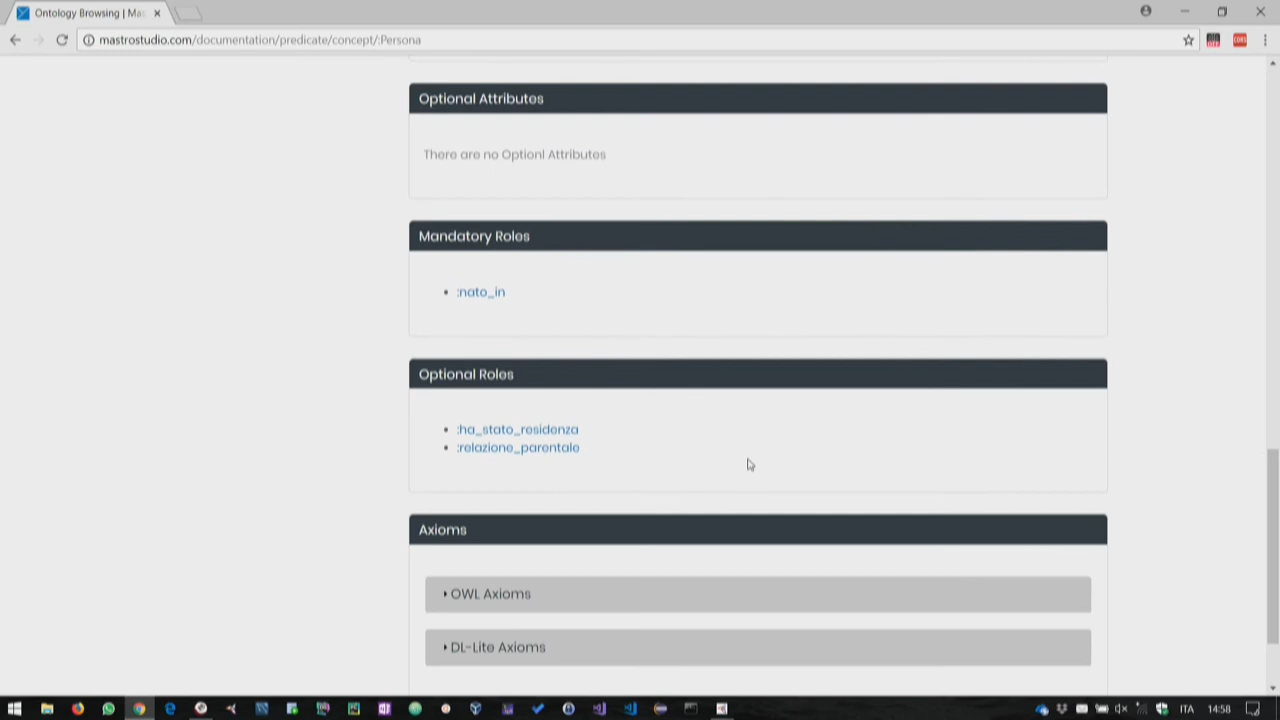 Ontology Browsing | Mas
mastrostudio.com/documentation/predicate/concept/:Persona
Optional Attributes
There are no Optionl Attributes
Mandatory Roles
:nato_in
Optional Roles
:ha_stato_residenza
:relazione_parentale
Axioms
OWL Axioms
DL-Lite Axioms
ITA
14:58